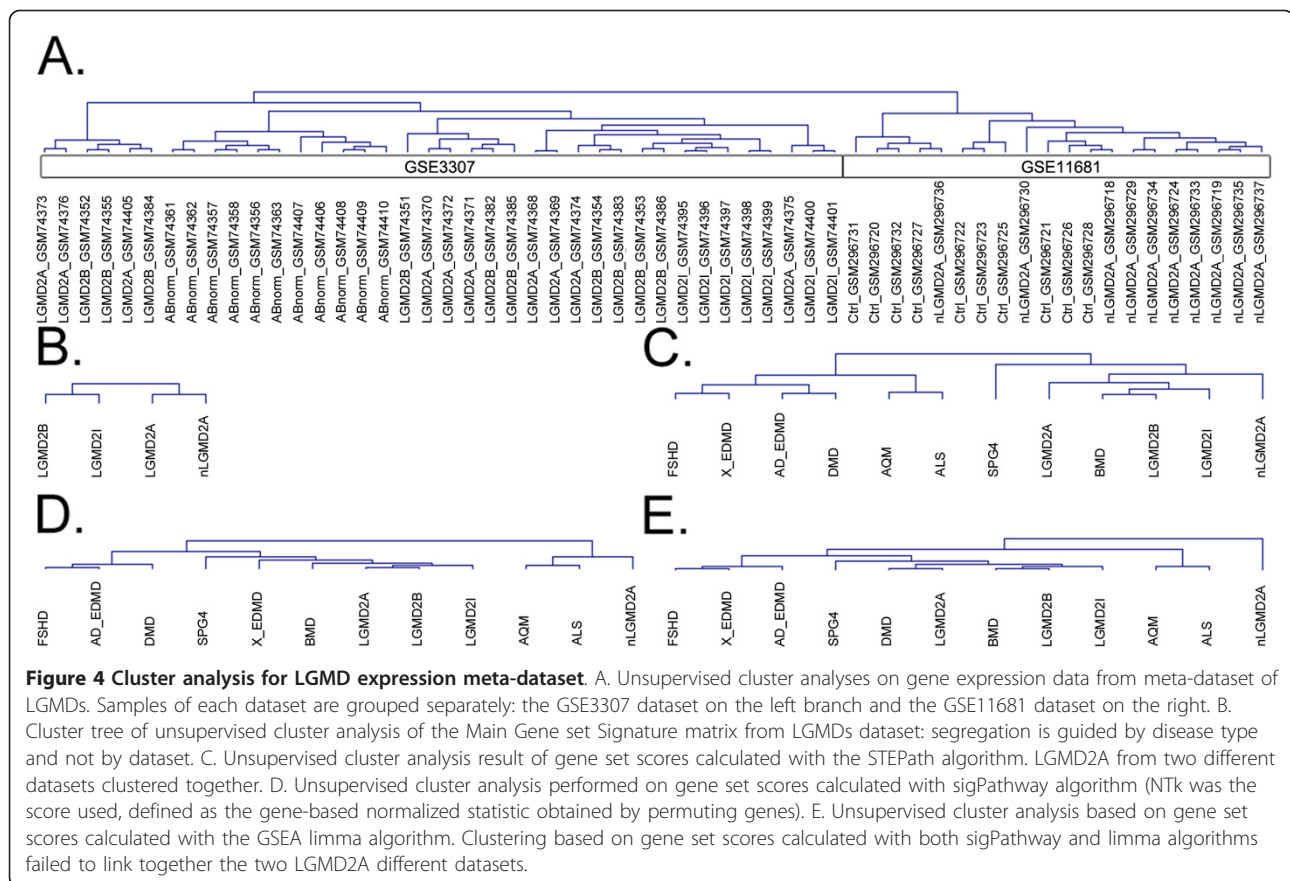 A.
GSE3307 GSE11681
LGMD2A_GSM74373
LGMD2A_GSM74376
LGMD2B_GSM74352
LGMD2B_GSM74355
LGMD2A_GSM74405
LGMD2B_GSM74384
Abnorm_GSM74361
Abnorm_GSM74362
Abnorm_GSM74357
Abnorm_GSM74358
Abnorm_GSM74356
Abnorm_GSM74363
Abnorm_GSM74407
Abnorm_GSM74406
Abnorm_GSM74408
Abnorm_GSM74409
Abnorm_GSM74410
LGMD2B_GSM74351
LGMD2A_GSM74370
LGMD2A_GSM74372
LGMD2A_GSM74371
LGMD2B_GSM74382
LGMD2B_GSM74385
LGMD2A_GSM74368
LGMD2A_GSM74369
LGMD2A_GSM74374
LGMD2B_GSM74354
LGMD2B_GSM74383
LGMD2B_GSM74353
LGMD2B_GSM74386
LGMD2I_GSM74395
LGMD2I_GSM74396
LGMD2I_GSM74397
LGMD2I_GSM74398
LGMD2I_GSM74399
LGMD2A_GSM74375
LGMD2I_GSM74400
LGMD2I_GSM74401
Ctrl_GSM296731
Ctrl_GSM296720
Ctrl_GSM296732
Ctrl_GSM296727
nLGMD2A_GSM296736
Ctrl_GSM296722
Ctrl_GSM296723
Ctrl_GSM296725
nLGMD2A_GSM296730
Ctrl_GSM296721
Ctrl_GSM296726
Ctrl_GSM296728
nLGMD2A_GSM296718
nLGMD2A_GSM296729
nLGMD2A_GSM296734
nLGMD2A_GSM296724
nLGMD2A_GSM296733
nLGMD2A_GSM296719
nLGMD2A_GSM296735
nLGMD2A_GSM296737
B.
LGMD2B
LGMD2I
LGMD2A
nLGMD2A
C.
FSHD
X_EDMD
AD_EDMD
DMD
AQM
ALS
SPG4
LGMD2A
BMD
LGMD2B
LGMD2I
nLGMD2A
D.
FSHD
AD_EDMD
DMD
SPG4
X_EDMD
BMD
LGMD2A
LGMD2B
LGMD2I
AQM
ALS
nLGMD2A
E.
FSHD
X_EDMD
AD_EDMD
SPG4
DMD
LGMD2A
BMD
LGMD2B
LGMD2I
AQM
ALS
nLGMD2A
Figure 4 Cluster analysis for LGMD expression meta-dataset. A. Unsupervised cluster analyses on gene expression data from meta-dataset of
LGMDs. Samples of each dataset are grouped separately: the GSE3307 dataset on the left branch and the GSE11681 dataset on the right. B.
Cluster tree of unsupervised cluster analysis of the Main Gene set Signature matrix from LGMDs dataset: segregation is guided by disease type
and not by dataset. C. Unsupervised cluster analysis result of gene set scores calculated with the STEPath algorithm. LGMD2A from two different
datasets clustered together. D. Unsupervised cluster analysis performed on gene set scores calculated with sigPathway algorithm (NTk was the
score used, defined as the gene-based normalized statistic obtained by permuting genes). E. Unsupervised cluster analysis based on gene set
scores calculated with the GSEA limma algorithm. Clustering based on gene set scores calculated with both sigPathway and limma algorithms
failed to link together the two LGMD2A different datasets.